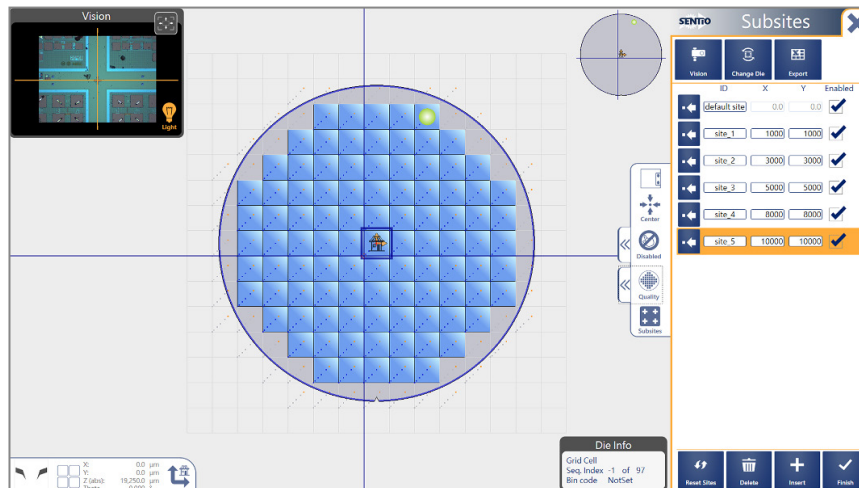 Vision
Light
SENTIO Subsites
Vision Change Die Export
ID X Y Enabled
default site 0.0 0.0
site_1 1000 1000
site_2 3000 3000
site_3 5000 5000
site_4 8000 8000
site_5 10000 10000
Center
Disabled
Quality
Subsites
X: 0.0 µm
Y: 0.0 µm
Z (abs): 19,250.0 µm
Die Info
Grid Cell
Seq. Index -1 of 97
Bin code NotSet
Reset Sites Delete Insert Finish